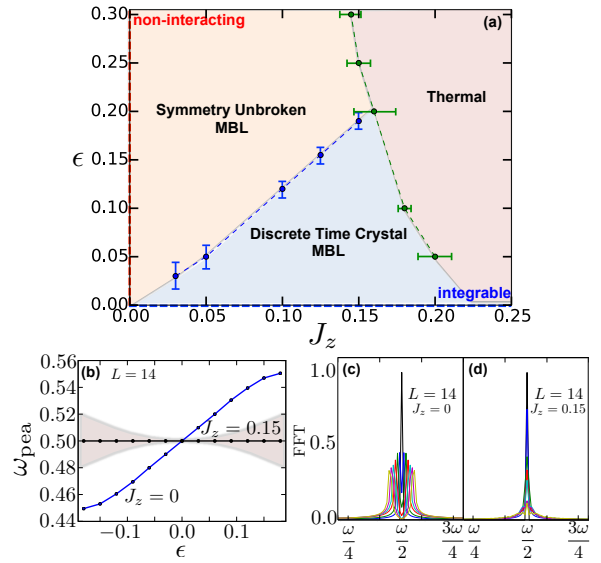 non-interacting
(a)
0.30
0.25
0.20
0.15
0.10
0.05
0.00
ϵ
Symmetry Unbroken
MBL
Thermal
Discrete Time Crystal
MBL
integrable
0.00 0.05 0.10 0.15 0.20 0.25
J_z
(b) L = 14
0.56
0.54
0.52
0.50
0.48
0.46
0.44
ω_pea.
J_z = 0.15
J_z = 0
−0.1 0.0 0.1
ϵ
(c) L = 14
J_z = 0
1.0
0.5
0.0
FFT
ω/4 ω/2 3ω/4
(d) L = 14
J_z = 0.15
ω/4 ω/2 3ω/4